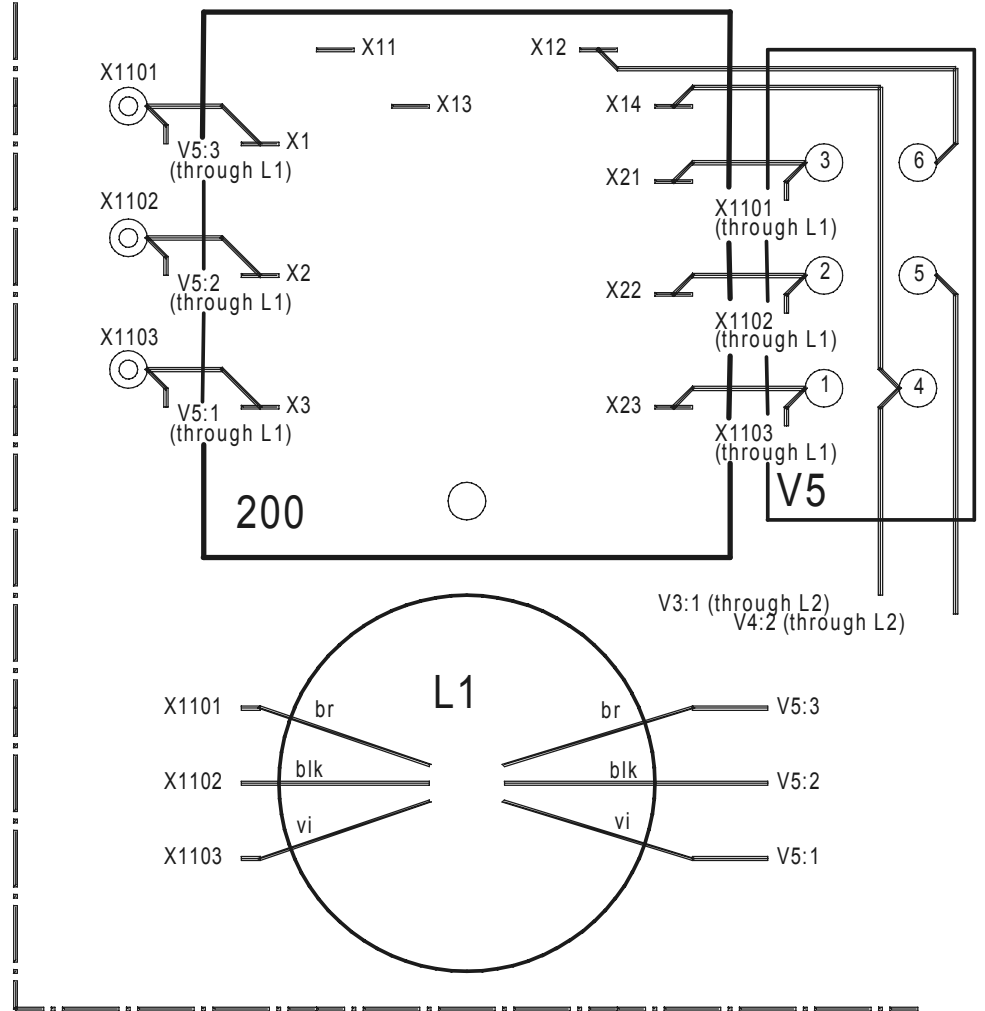 X11
X12
X1101
X13
X14
X1
V5:3
(through L1)
3
6
X21
X1102
X1101
(through L1)
X2
V5:2
(through L1)
2
5
X22
X1103
X1102
(through L1)
X3
V5:1
(through L1)
1
4
X23
X1103
(through L1)
200
V5
V3:1 (through L2)
V4:2 (through L2)
L1
X1101
br
br
V5:3
X1102
blk
blk
V5:2
X1103
vi
vi
V5:1